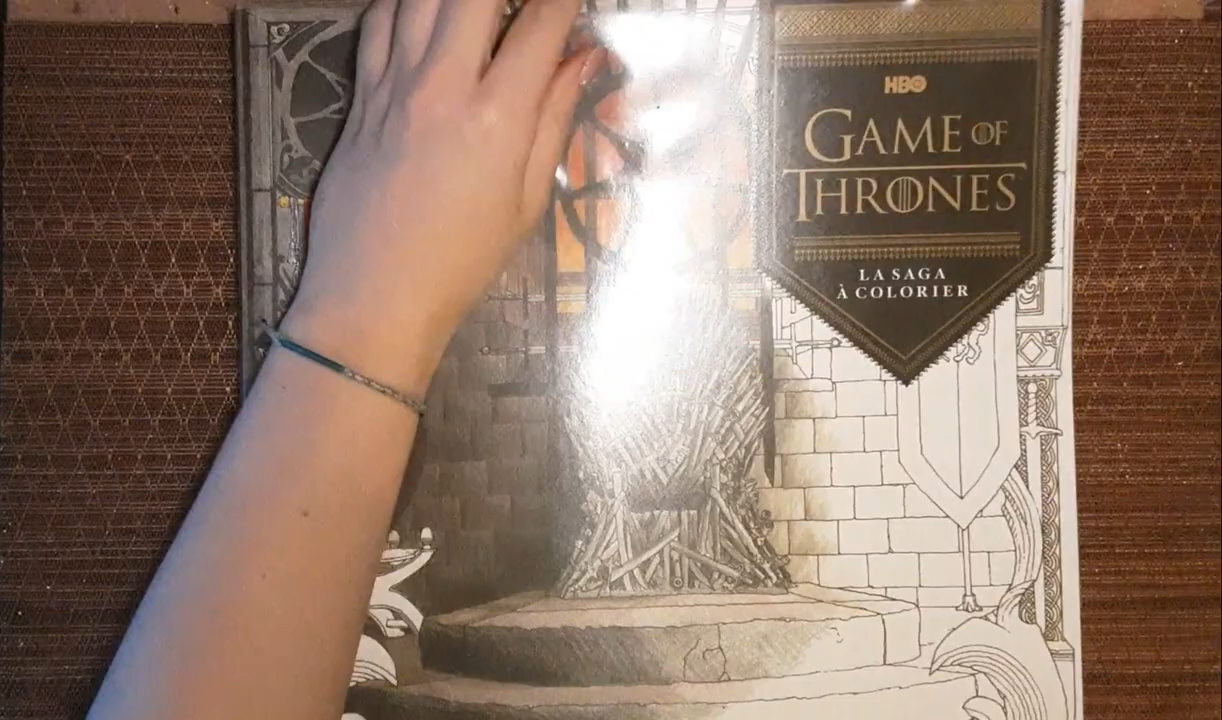 HBO
GAME OF
THRONES
LA SAGA
À COLORIER